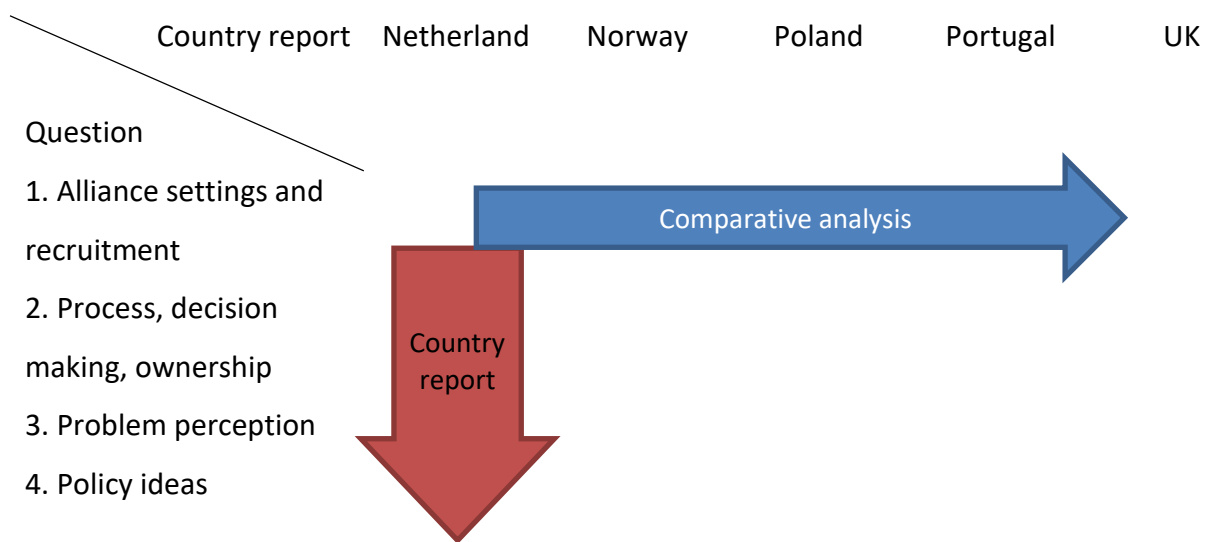 Country report Netherland Norway Poland Portugal UK
Question
1. Alliance settings and
recruitment
Comparative analysis
2. Process, decision
making, ownership
Country
report
3. Problem perception
4. Policy ideas